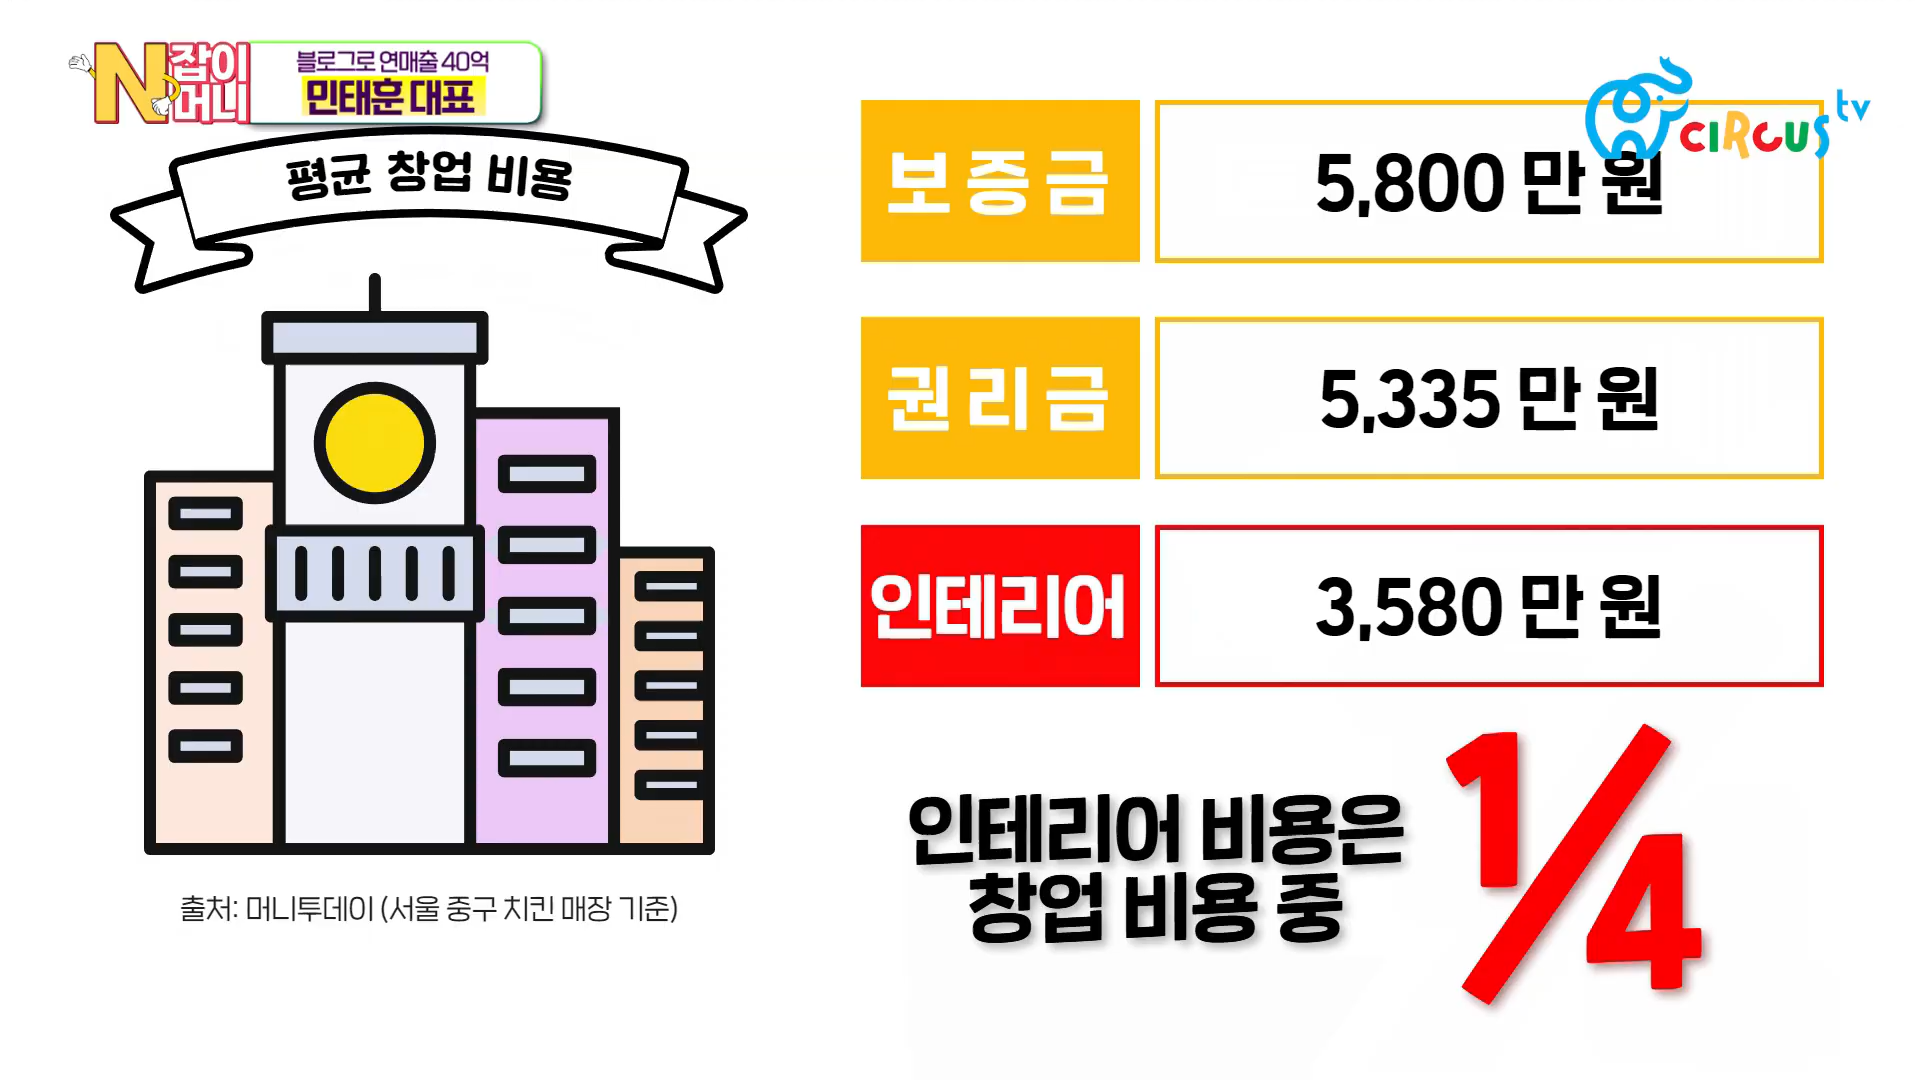 N잡이
머니
블로그로 연매출 40억
민태훈 대표
CIRCUS tv
평균 창업 비용
보증금 5,800 만 원
권리금 5,335 만 원
인테리어 3,580 만 원
인테리어 비용은
창업 비용 중
1/4
출처: 머니투데이 (서울 중구 치킨 매장 기준)